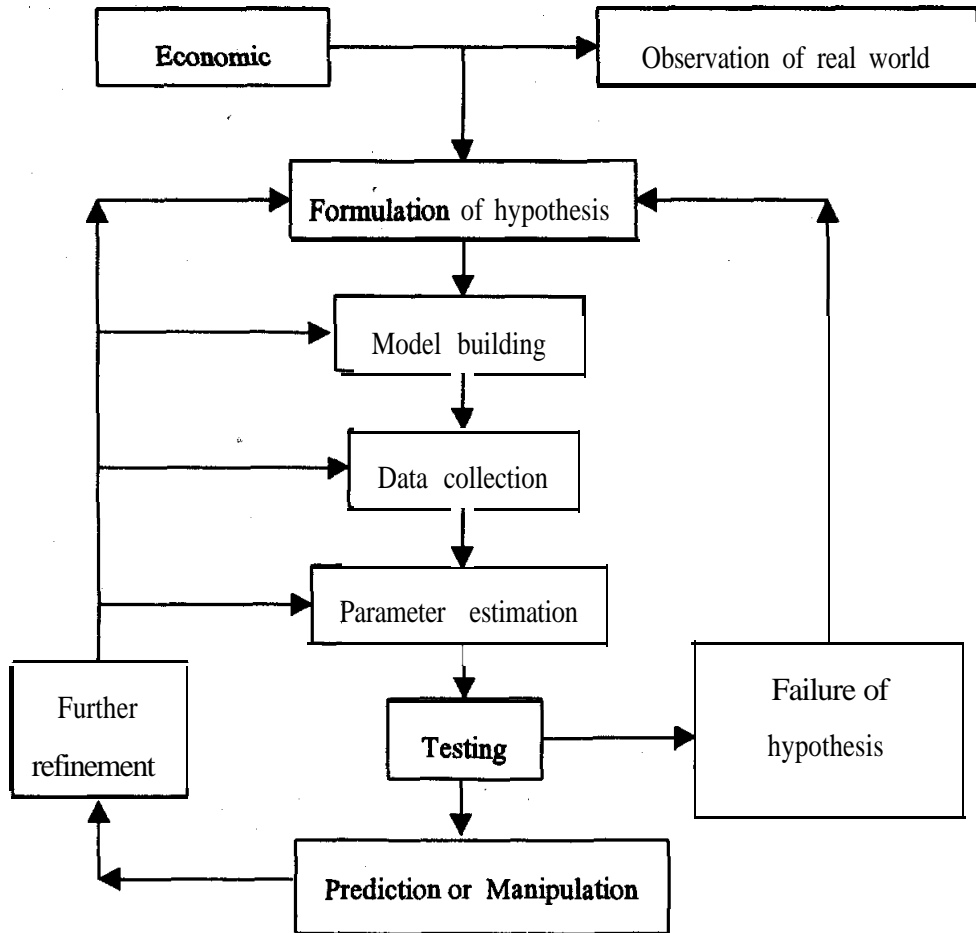 Economic
Observation of real world
Formulation of hypothesis
Model building
Data collection
Parameter estimation
Further
refinement
Testing
Failure of
hypothesis
Prediction or Manipulation